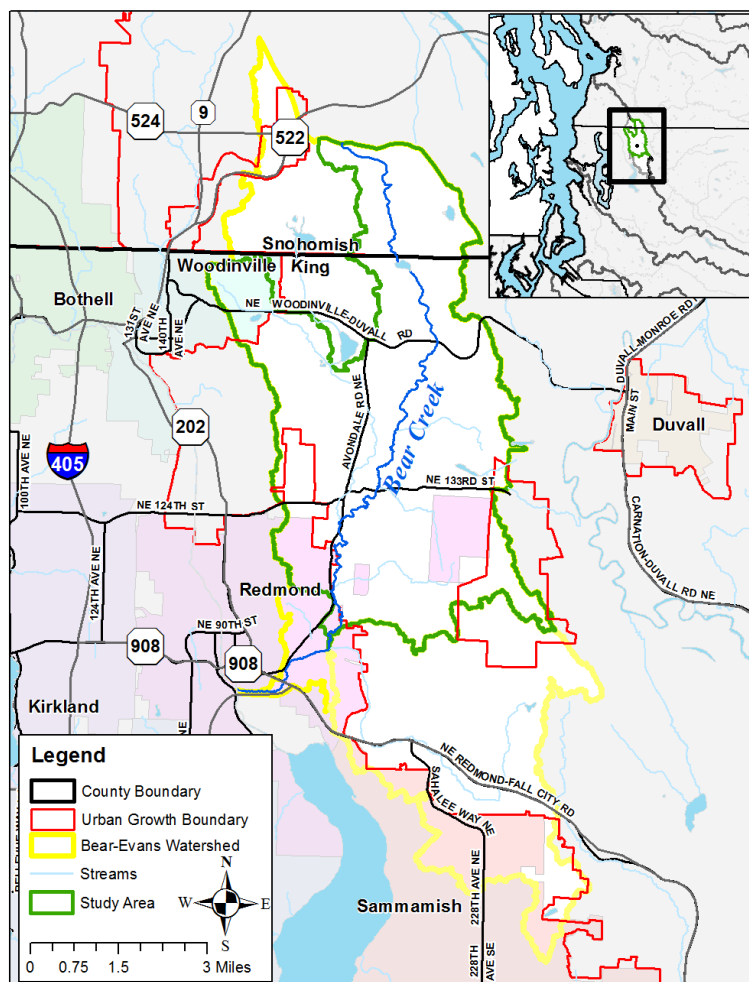 524
9
522
Snohomish
Woodinville
King
Bothell
131ST
AVE NE
140TH
AVE NE
NE WOODINVILLE-DUVALL RD
DUVALL-MONROE RD
MAIN ST
Duvall
CARNATION-DUVALL RD NE
202
405
100TH AVE NE
AVONDALE RD NE
Bear Creek
NE 133RD ST
NE 124TH ST
124TH AVE NE
Redmond
NE 90TH ST
908
908
Kirkland
NE
NE REDMOND-FALL CITY RD
SAHALEE WAY NE
228TH AVE NE
Sammamish
228TH
AVE SE
Legend
County Boundary
Urban Growth Boundary
Bear-Evans Watershed
Streams
Study Area
N
W
E
S
0 0.75 1.5 3 Miles